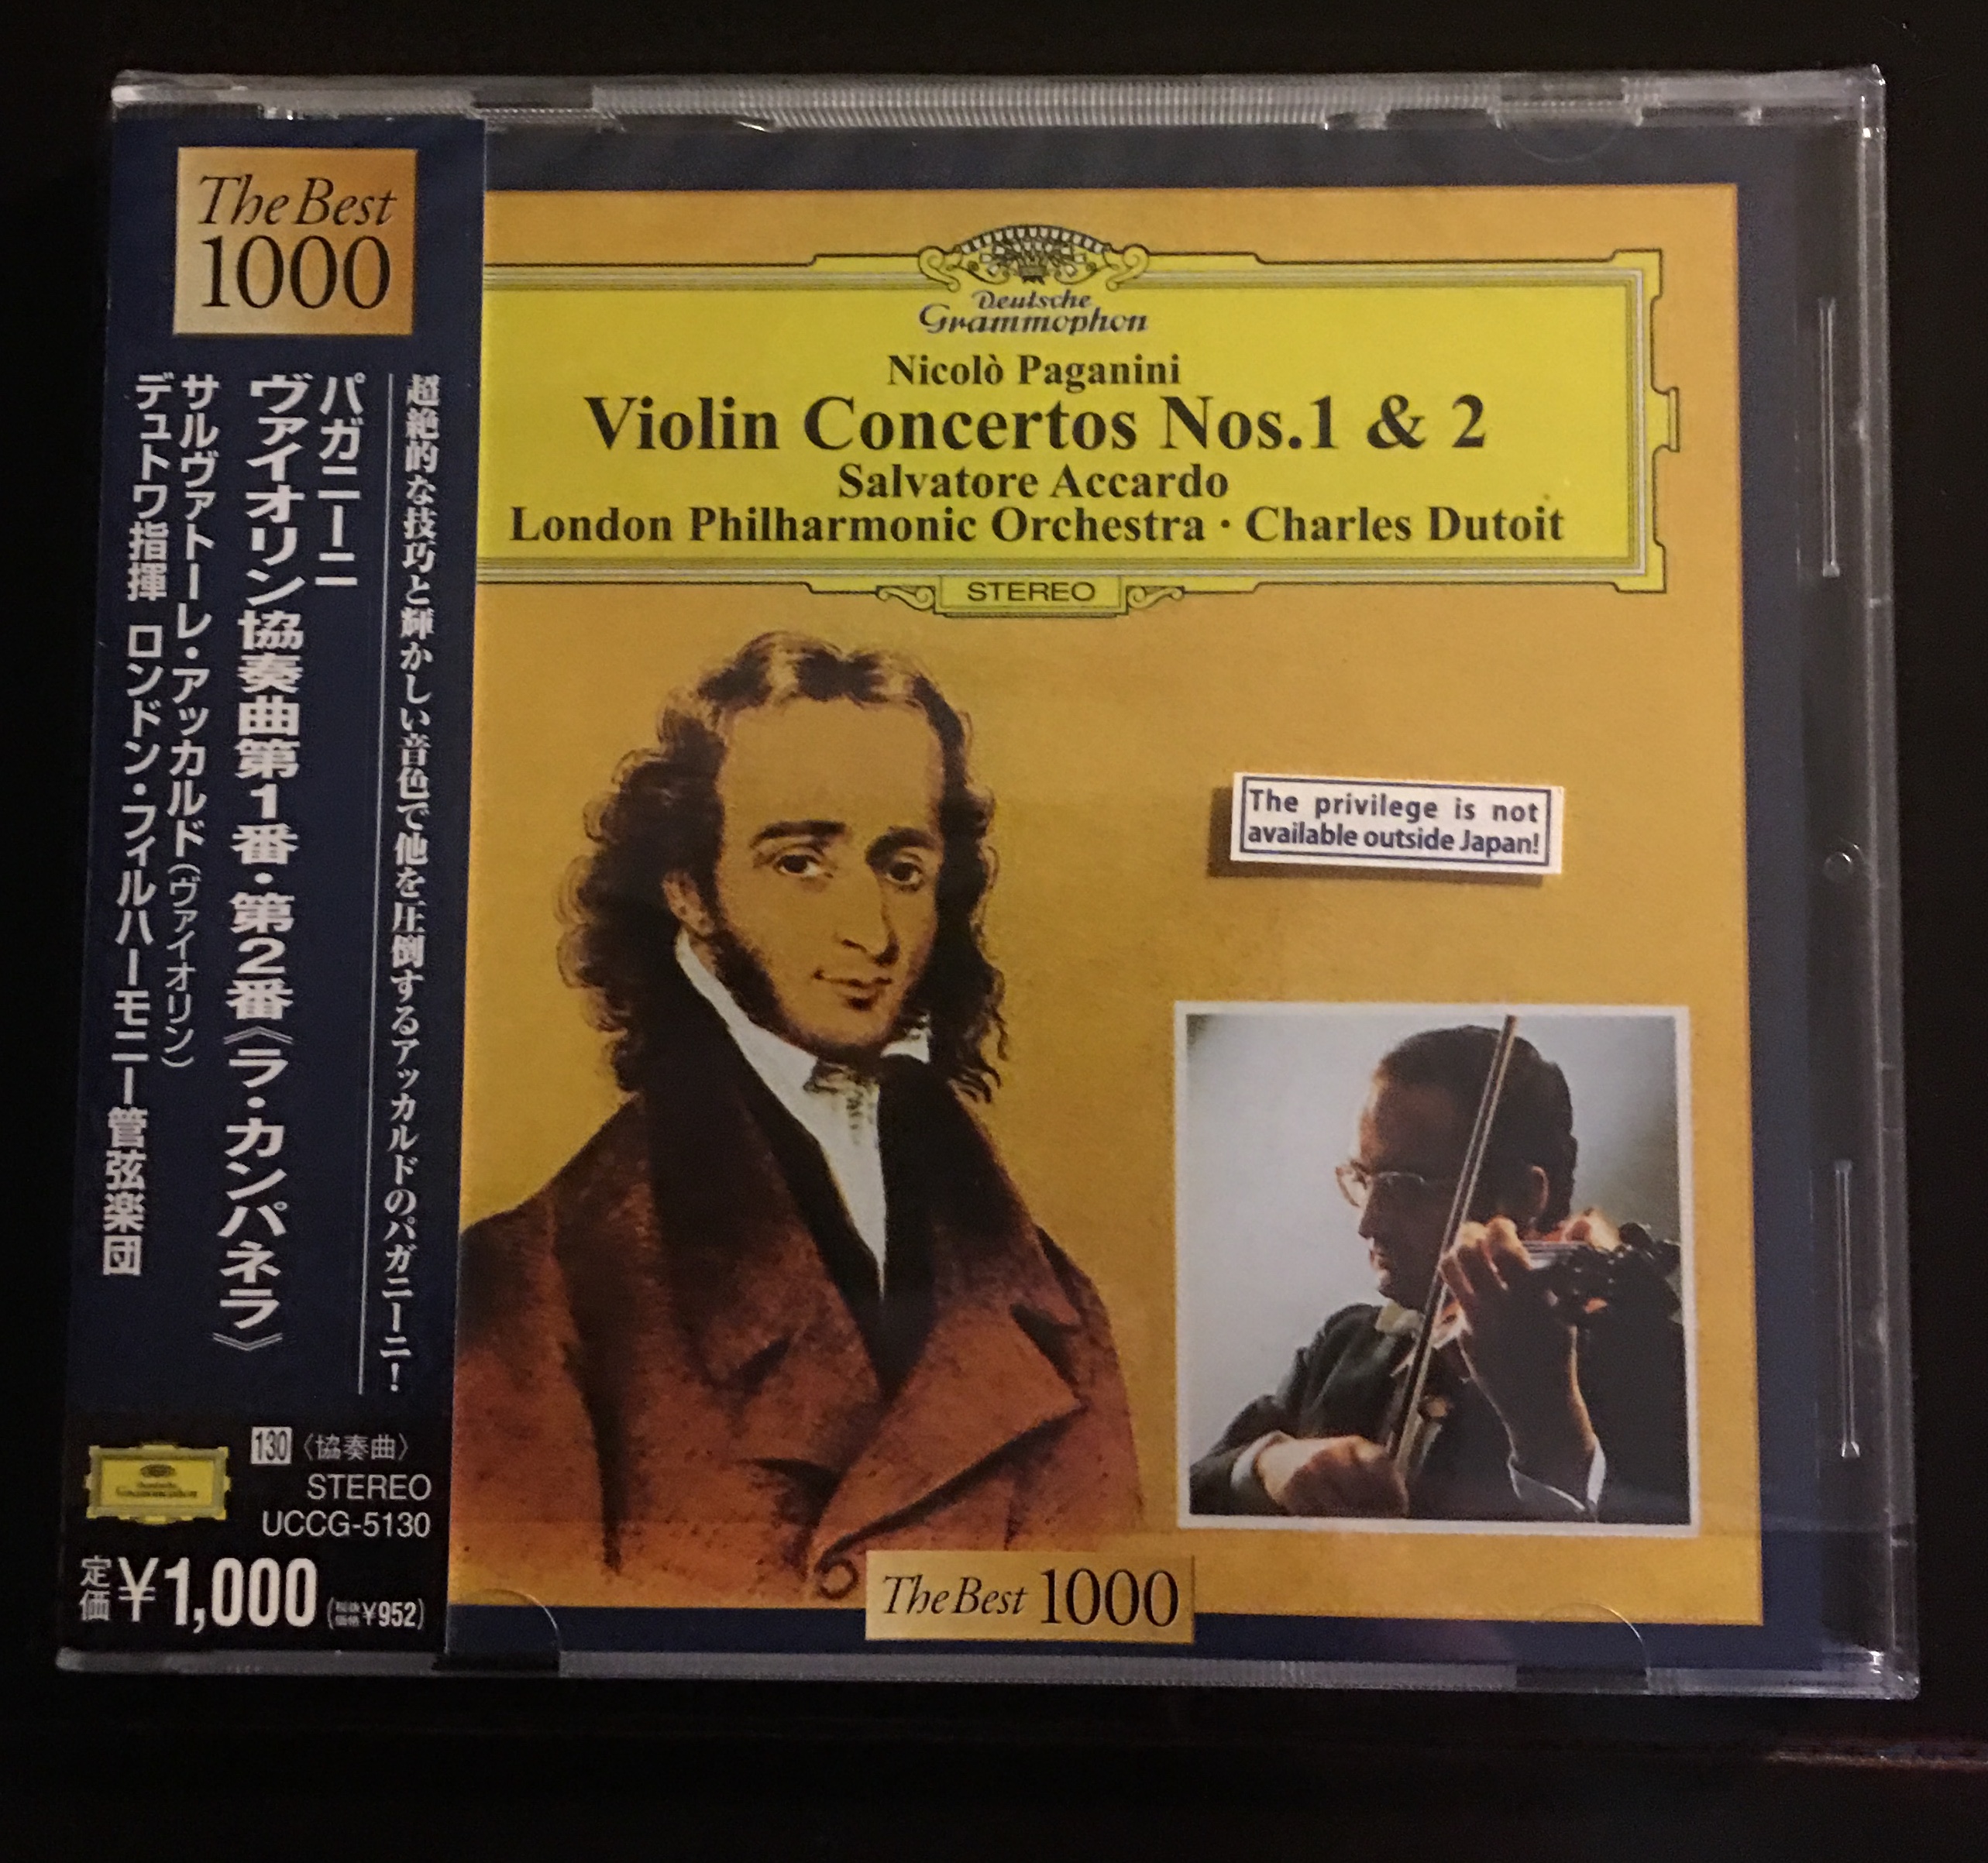 The Best
1000
超絶的な技巧と輝かしい音色で他を圧倒するアッカルドのパガニーニ!
パガニーニ
ヴァイオリン協奏曲第1番・第2番《ラ・カンパネラ》
サルヴァトーレ・アッカルド(ヴァイオリン)
デュトワ指揮 ロンドン・フィルハーモニー管弦楽団
130 〈協奏曲〉
STEREO
UCCG-5130
Deutsche
Grammophon
定価 ¥1,000 (税抜価格 ¥952)
Deutsche
Grammophon
Nicolò Paganini
Violin Concertos Nos.1 & 2
Salvatore Accardo
London Philharmonic Orchestra · Charles Dutoit
STEREO
The privilege is not
available outside Japan!
The Best 1000